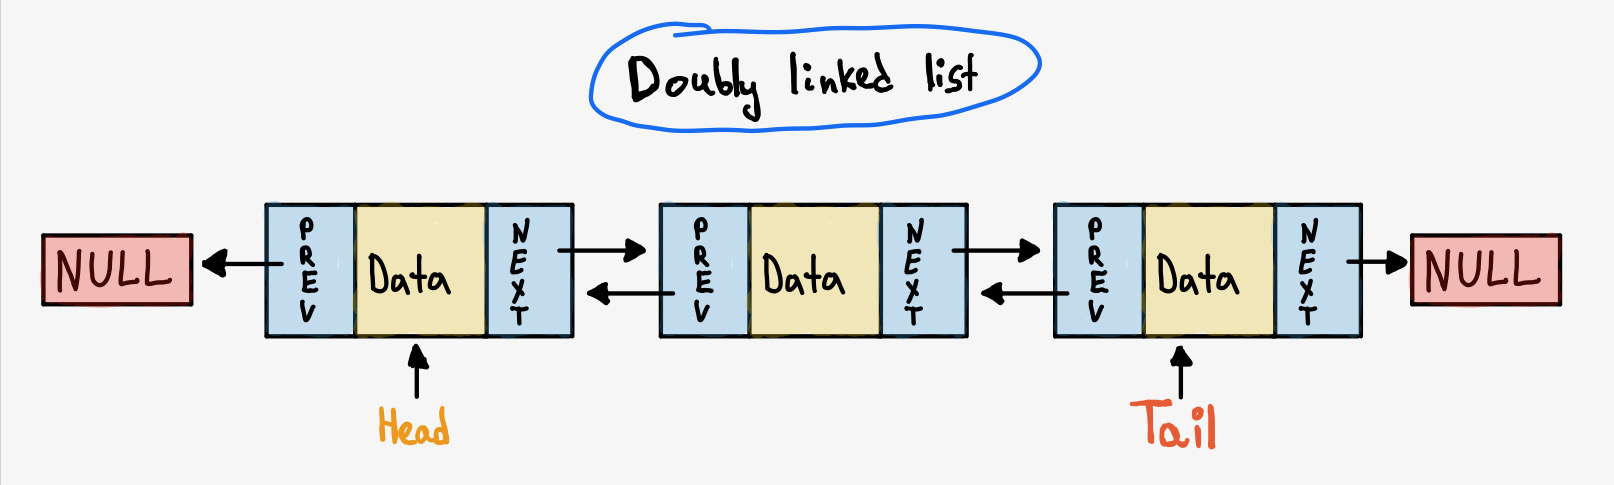 Doubly linked list
NULL
PREV
Data
NEXT
PREV
Data
NEXT
PREV
Data
NEXT
NULL
Head
Tail